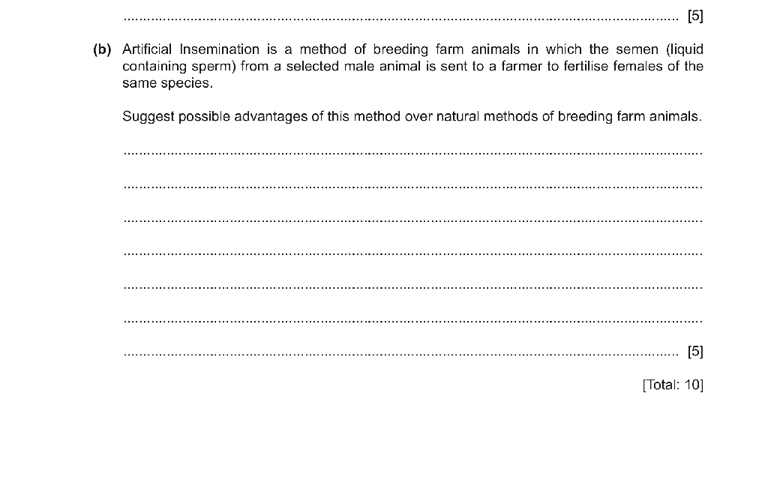 .......................................................................................................................................... [5]
(b) Artificial Insemination is a method of breeding farm animals in which the semen (liquid
containing sperm) from a selected male animal is sent to a farmer to fertilise females of the
same species.
Suggest possible advantages of this method over natural methods of breeding farm animals.
................................................................................................................................................
................................................................................................................................................
................................................................................................................................................
................................................................................................................................................
................................................................................................................................................
................................................................................................................................................
.......................................................................................................................................... [5]
[Total: 10]